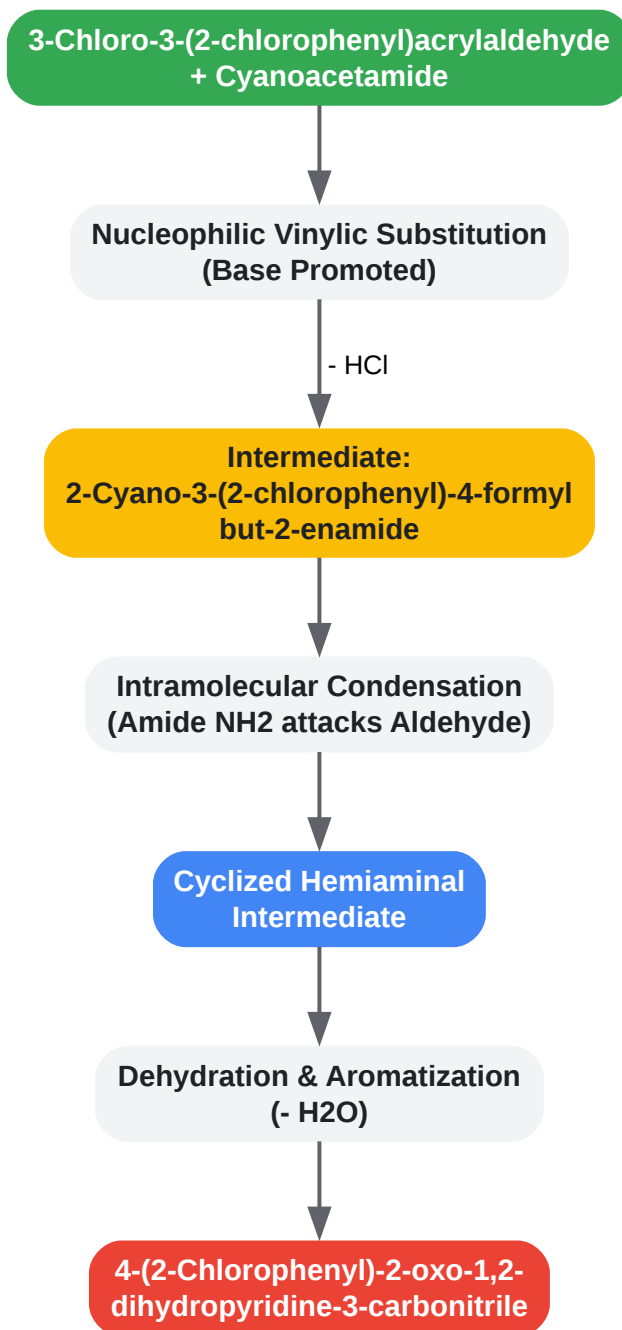 3-Chloro-3-(2-chlorophenyl)acrylaldehyde
+ Cyanoacetamide
Nucleophilic Vinylic Substitution
(Base Promoted)
- HCl
Intermediate:
2-Cyano-3-(2-chlorophenyl)-4-formyl
but-2-enamide
Intramolecular Condensation
(Amide NH2 attacks Aldehyde)
Cyclized Hemiaminal
Intermediate
Dehydration & Aromatization
(- H2O)
4-(2-Chlorophenyl)-2-oxo-1,2-
dihydropyridine-3-carbonitrile